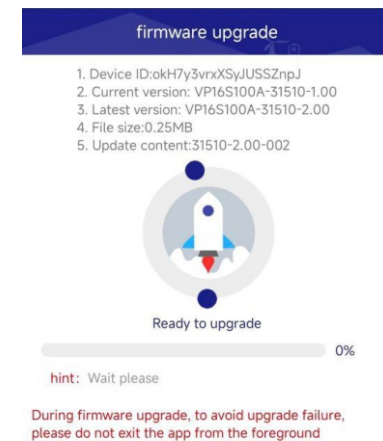 firmware upgrade
1. Device ID:okH7y3vrxXSyJUSSZnpJ
2. Current version: VP16S100A-31510-1.00
3. Latest version: VP16S100A-31510-2.00
4. File size:0.25MB
5. Update content:31510-2.00-002
Ready to upgrade
0%
hint: Wait please
During firmware upgrade, to avoid upgrade failure,
please do not exit the app from the foreground